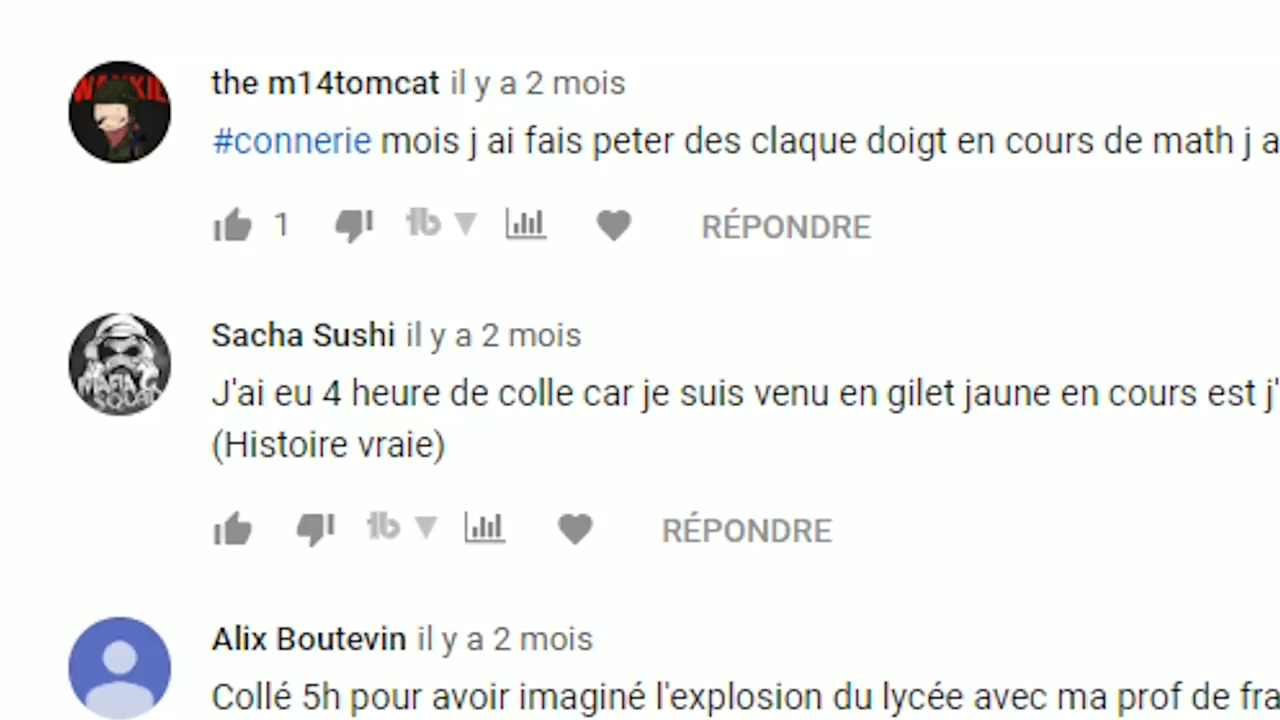 the m14tomcat il y a 2 mois
#connerie mois j ai fais peter des claque doigt en cours de math j a
1
RÉPONDRE
Sacha Sushi il y a 2 mois
J'ai eu 4 heure de colle car je suis venu en gilet jaune en cours est j'
(Histoire vraie)
RÉPONDRE
Alix Boutevin il y a 2 mois
Collé 5h pour avoir imaginé l'explosion du lycée avec ma prof de fra